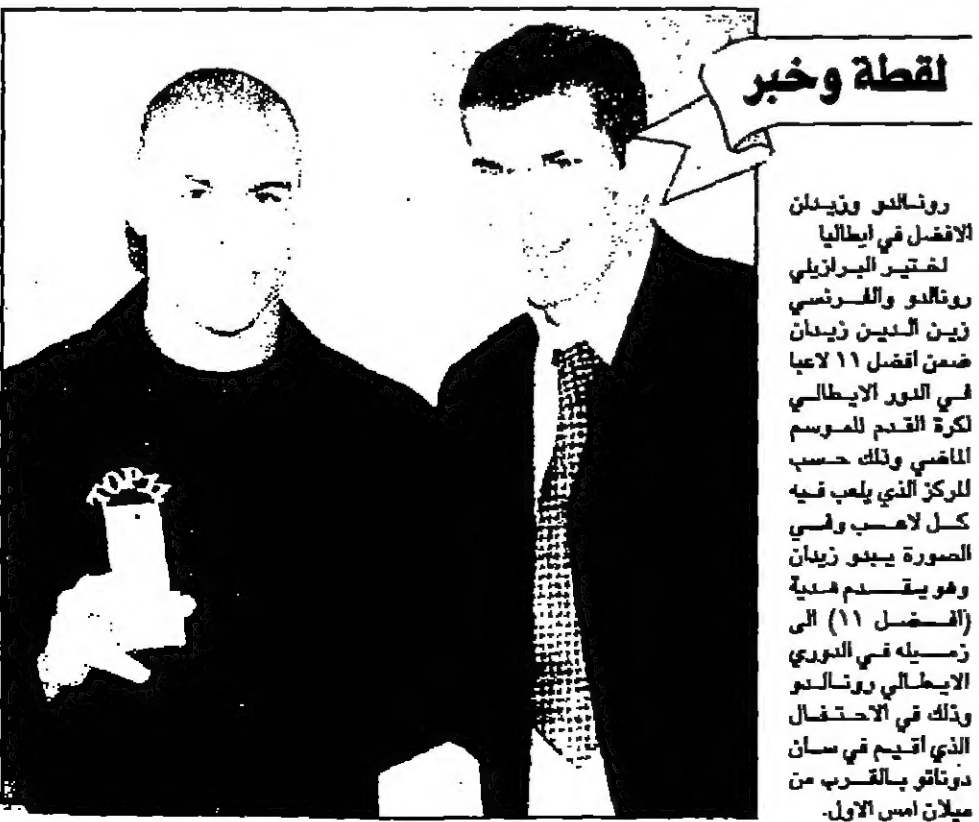 لقطة وخبر
رونالدو وزيدان
الافضل في ايطاليا
اختير البرازيلي
رونالدو والفرنسي
زين الدين زيدان
ضمن افضل ١١ لاعبا
في الدور الايطالي
لكرة القدم للموسم
الماضي وذلك حسب
المركز الذي يلعب فيه
كل لاعب وفي
الصورة يبدو زيدان
وهو يقدم هدية
(افضل ١١) الى
زميله في الدوري
الايطالي رونالدو
وذلك في الاحتفال
الذي اقيم في سان
دوناتو بالقرب من
ميلان امس الاول.
TOP11